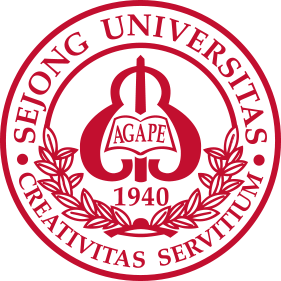 SEJONG UNIVERSITAS
AGAPE
1940
CREATIVITAS SERVITIUM